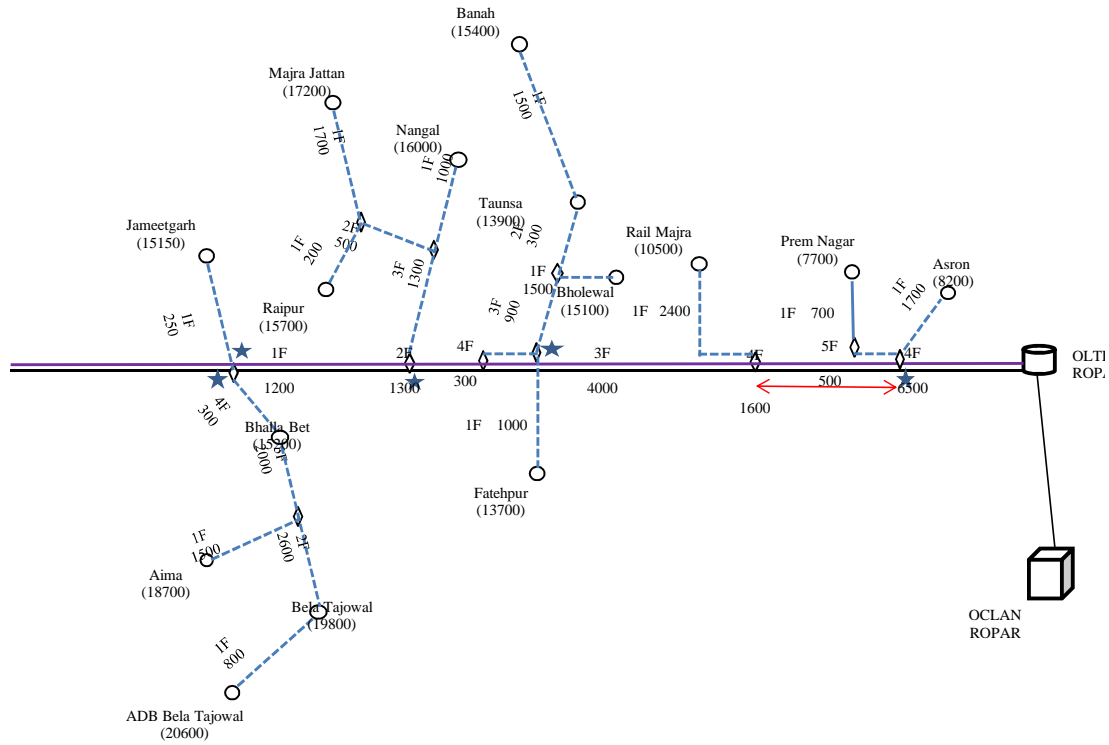 Banah
(15400)
1F
1500
Majra Jattan
(17200)
1F
1700
Nangal
(16000)
1F
1000
Taunsa
(13900)
2F
300
Jameetgarh
(15150)
1F
250
2F
500
1F
200
3F
1300
Raipur
(15700)
1F
1500
Bholewal
(15100)
3F
900
Rail Majra
(10500)
1F 2400
Prem Nagar
(7700)
1F 700
Asron
(8200)
1F
1700
1F
1200
2F
1300
4F
300
3F
4000
4F
1600
5F
500
4F
6500
OLTE
ROPA
4F
300
Bhalla Bet
(15200)
2000
1F 1000
Fatehpur
(13700)
1F
1500
Aima
(18700)
2F
2600
Bela Tajowal
(19800)
1F
800
ADB Bela Tajowal
(20600)
OCLAN
ROPAR